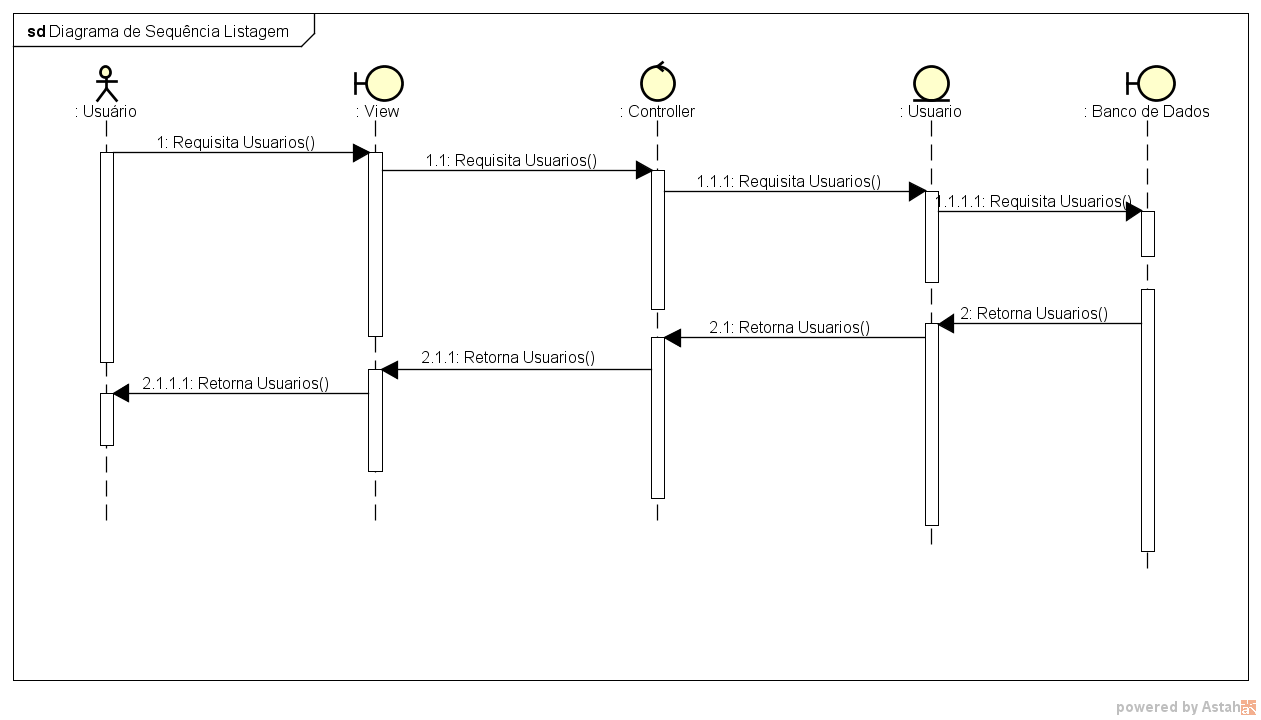 sd Diagrama de Sequência Listagem
: Usuário
: View
: Controller
: Usuario
: Banco de Dados
1: Requisita Usuarios()
1.1: Requisita Usuarios()
1.1.1: Requisita Usuarios()
1.1.1.1: Requisita Usuarios()
2: Retorna Usuarios()
2.1: Retorna Usuarios()
2.1.1: Retorna Usuarios()
2.1.1.1: Retorna Usuarios()
powered by Astah